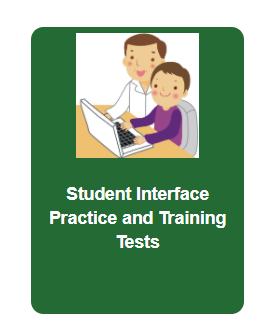 Student Interface
Practice and Training
Tests